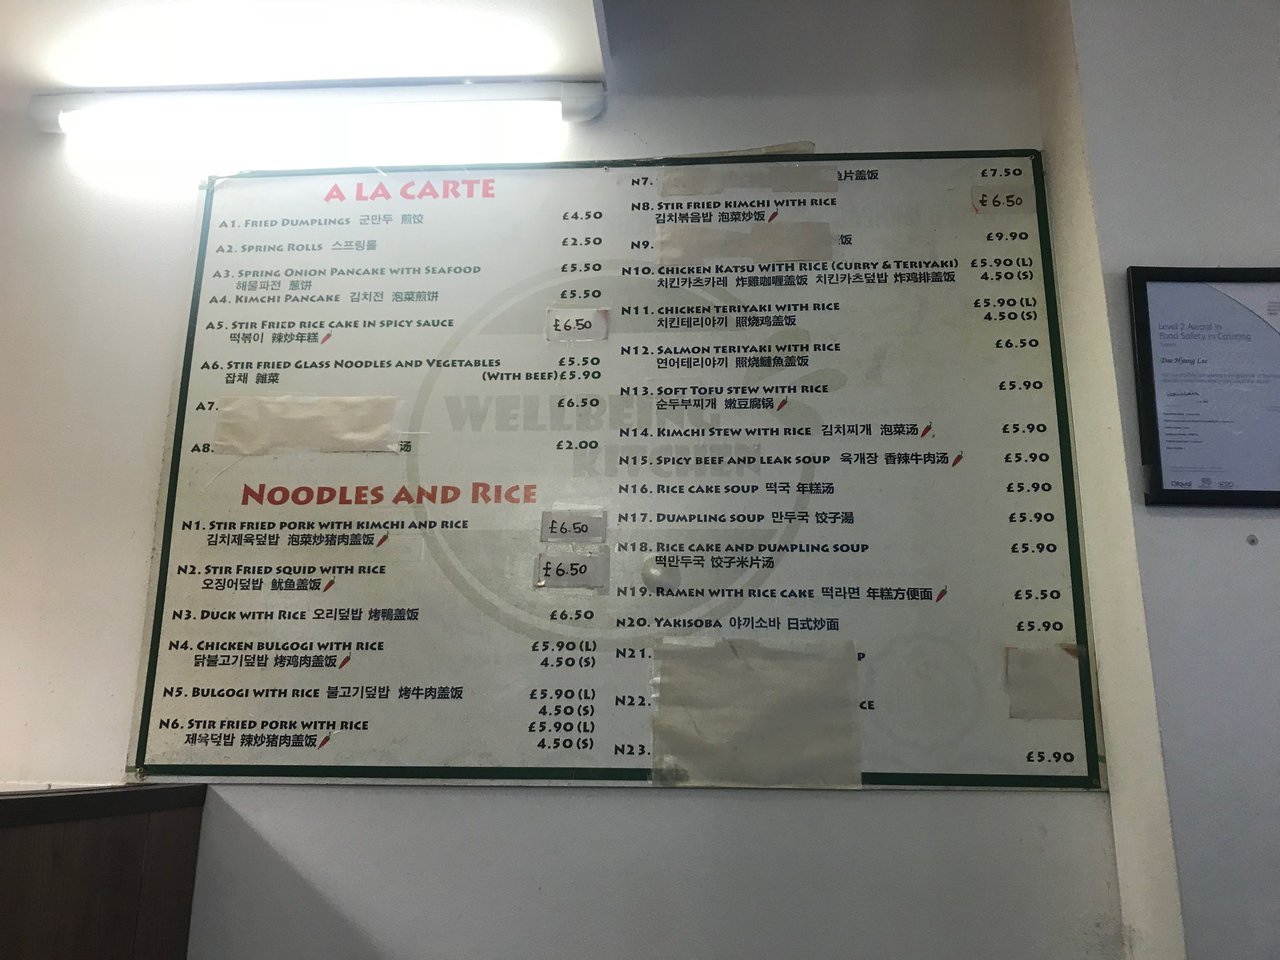 A LA CARTE
A1. FRIED DUMPLINGS 군만두 煎饺 £4.50
A2. SPRING ROLLS 스프링롤 £2.50
A3. SPRING ONION PANCAKE WITH SEAFOOD £5.50
해물파전 葱饼
A4. KIMCHI PANCAKE 김치전 泡菜煎饼 £5.50
A5. STIR FRIED RICE CAKE IN SPICY SAUCE £6.50
떡볶이 辣炒年糕
A6. STIR FRIED GLASS NOODLES AND VEGETABLES £5.50
잡채 雜菜 (WITH BEEF) £5.90
A7. £6.50
A8. 汤 £2.00
NOODLES AND RICE
N1. STIR FRIED PORK WITH KIMCHI AND RICE £6.50
김치제육덮밥 泡菜炒猪肉盖饭
N2. STIR FRIED SQUID WITH RICE £6.50
오징어덮밥 鱿鱼盖饭
N3. DUCK WITH RICE 오리덮밥 烤鴨盖饭 £6.50
N4. CHICKEN BULGOGI WITH RICE £5.90 (L)
닭불고기덮밥 烤鸡肉盖饭 4.50 (S)
N5. BULGOGI WITH RICE 불고기덮밥 烤牛肉盖饭 £5.90 (L)
4.50 (S)
N6. STIR FRIED PORK WITH RICE £5.90 (L)
제육덮밥 辣炒猪肉盖饭 4.50 (S)
N7. 鱼片盖饭 £7.50
N8. STIR FRIED KIMCHI WITH RICE £6.50
김치볶음밥 泡菜炒饭
N9. 饭 £9.90
N10. CHICKEN KATSU WITH RICE (CURRY & TERIYAKI) £5.90 (L)
치킨카츠카레 炸雞咖喱盖饭 치킨카츠덮밥 炸鸡排盖饭 4.50 (S)
N11. CHICKEN TERIYAKI WITH RICE £5.90 (L)
치킨테리야끼 照烧鸡盖饭 4.50 (S)
N12. SALMON TERIYAKI WITH RICE £6.50
연어테리야끼 照烧鲢鱼盖饭
N13. SOFT TOFU STEW WITH RICE £5.90
순두부찌개 嫩豆腐锅
N14. KIMCHI STEW WITH RICE 김치찌개 泡菜汤 £5.90
N15. SPICY BEEF AND LEAK SOUP 육개장 香辣牛肉汤 £5.90
N16. RICE CAKE SOUP 떡국 年糕汤 £5.90
N17. DUMPLING SOUP 만두국 饺子湯 £5.90
N18. RICE CAKE AND DUMPLING SOUP £5.90
떡만두국 饺子米片汤
N19. RAMEN WITH RICE CAKE 떡라면 年糕方便面 £5.50
N20. YAKISOBA 야끼소바 日式炒面 £5.90
N21. P
N22. CE
N23. £5.90
WELLBEING
KITCHEN
Level 2 Award in
Food Safety in Catering